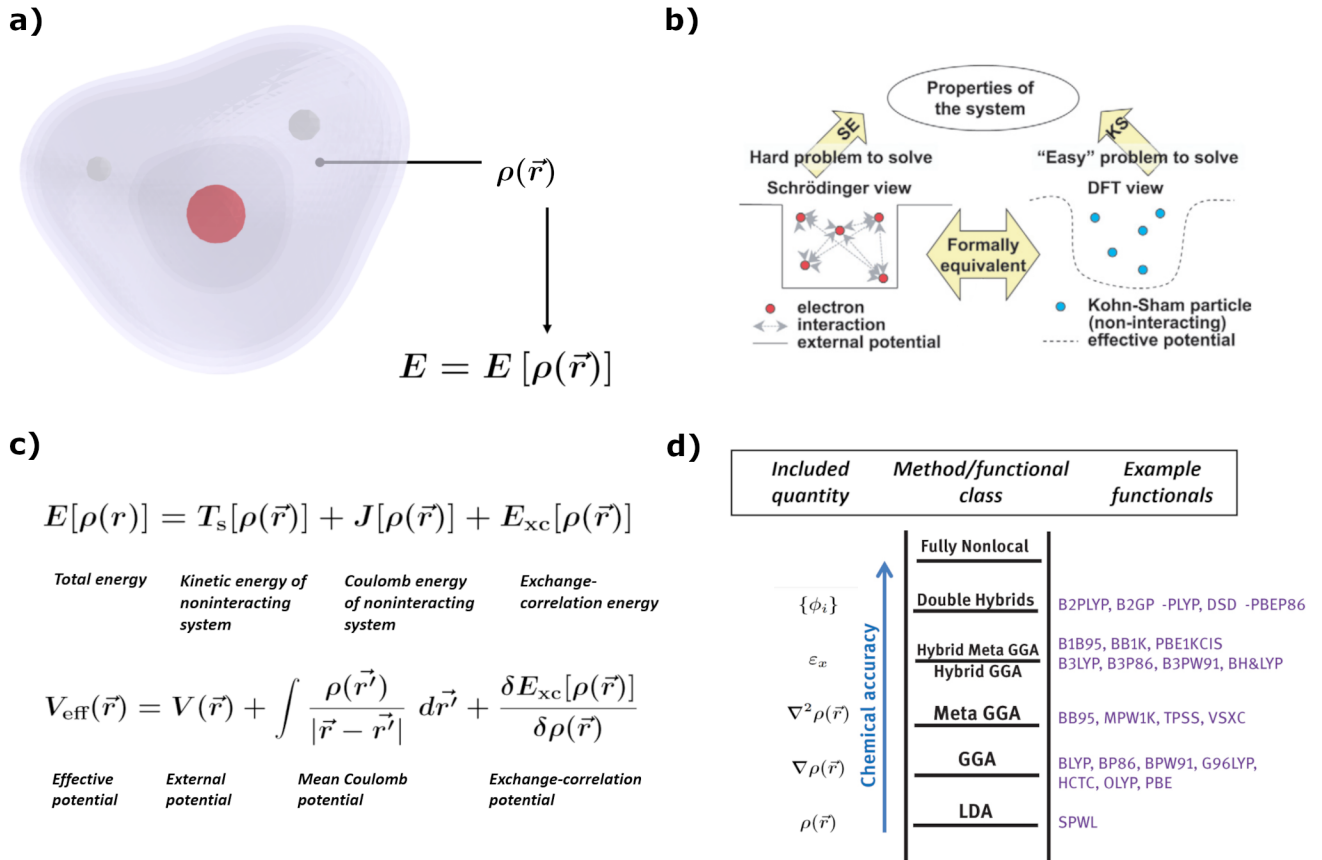 a)
ρ(r⃗)
E = E [ρ(r⃗)]
b)
Properties of
the system
SE
KS
Hard problem to solve
"Easy" problem to solve
Schrödinger view
DFT view
Formally
equivalent
electron
interaction
external potential
Kohn-Sham particle
(non-interacting)
effective potential
c)
E[ρ(r)] = Tₛ[ρ(r⃗)] + J[ρ(r⃗)] + E_xc[ρ(r⃗)]
Total energy
Kinetic energy of
noninteracting
system
Coulomb energy
of noninteracting
system
Exchange-
correlation energy
V_eff(r⃗) = V(r⃗) + ∫ ρ(r⃗′) / |r⃗ − r⃗′| dr⃗′ + δE_xc[ρ(r⃗)] / δρ(r⃗)
Effective
potential
External
potential
Mean Coulomb
potential
Exchange-correlation
potential
d)
Included
quantity
Method/functional
class
Example
functionals
Chemical accuracy
Fully Nonlocal
{ϕᵢ}
Double Hybrids
B2PLYP, B2GP -PLYP, DSD -PBEP86
εₓ
Hybrid Meta GGA
Hybrid GGA
B1B95, BB1K, PBE1KCIS
B3LYP, B3P86, B3PW91, BH&LYP
∇²ρ(r⃗)
Meta GGA
BB95, MPW1K, TPSS, VSXC
∇ρ(r⃗)
GGA
BLYP, BP86, BPW91, G96LYP,
HCTC, OLYP, PBE
ρ(r⃗)
LDA
SPWL